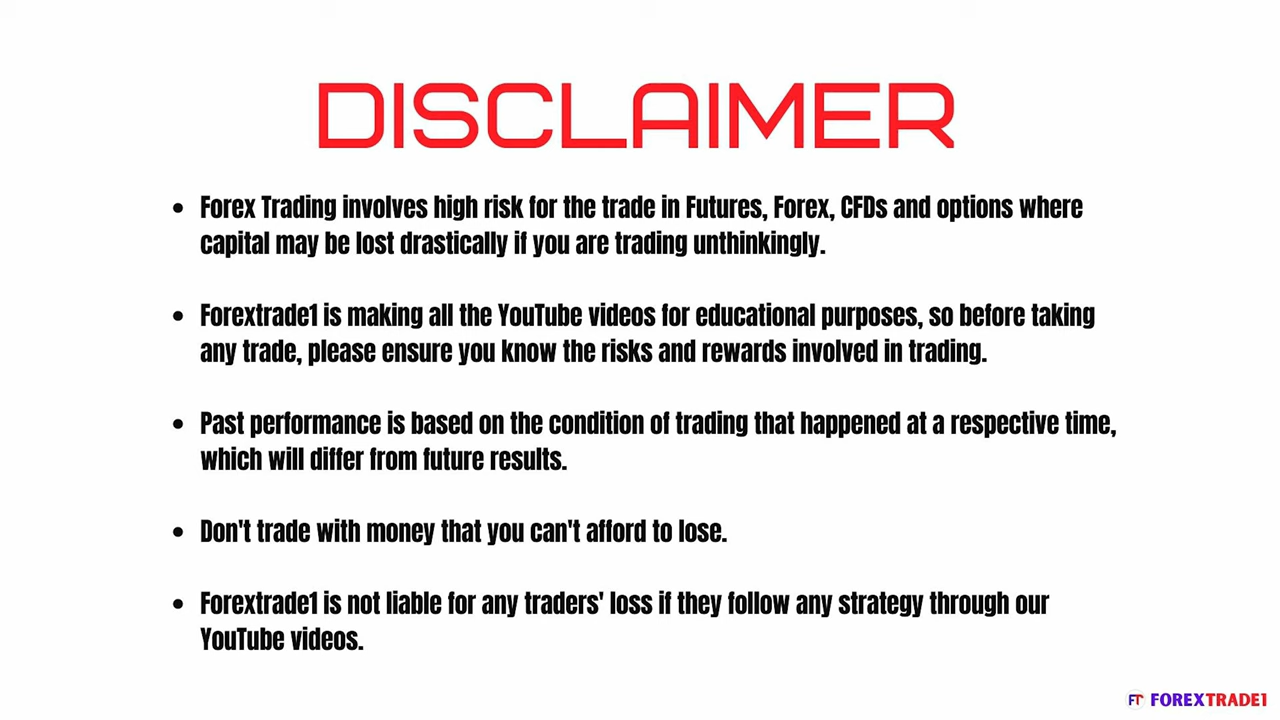 DISCLAIMER
• Forex Trading involves high risk for the trade in Futures, Forex, CFDs and options where
capital may be lost drastically if you are trading unthinkingly.
• Forextrade1 is making all the YouTube videos for educational purposes, so before taking
any trade, please ensure you know the risks and rewards involved in trading.
• Past performance is based on the condition of trading that happened at a respective time,
which will differ from future results.
• Don't trade with money that you can't afford to lose.
• Forextrade1 is not liable for any traders' loss if they follow any strategy through our
YouTube videos.
FT FOREXTRADE1